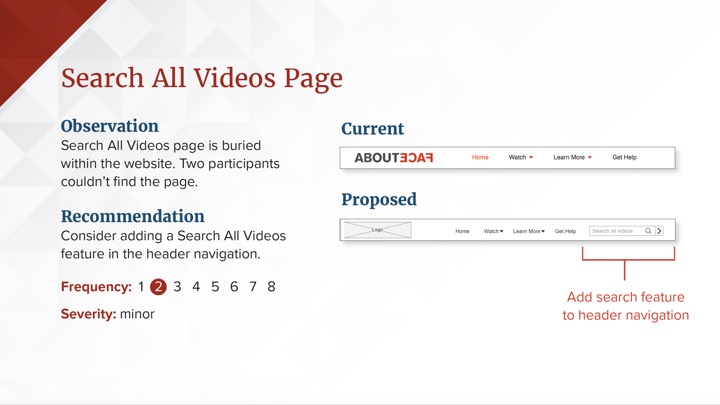 Search All Videos Page
Observation
Search All Videos page is buried
within the website. Two participants
couldn't find the page.
Recommendation
Consider adding a Search All Videos
feature in the header navigation.
Frequency: 1 2 3 4 5 6 7 8
Severity: minor
Current
ABOUTFACE Home Watch Learn More Get Help
Proposed
Logo Home Watch Learn More Get Help Search all videos
Add search feature
to header navigation